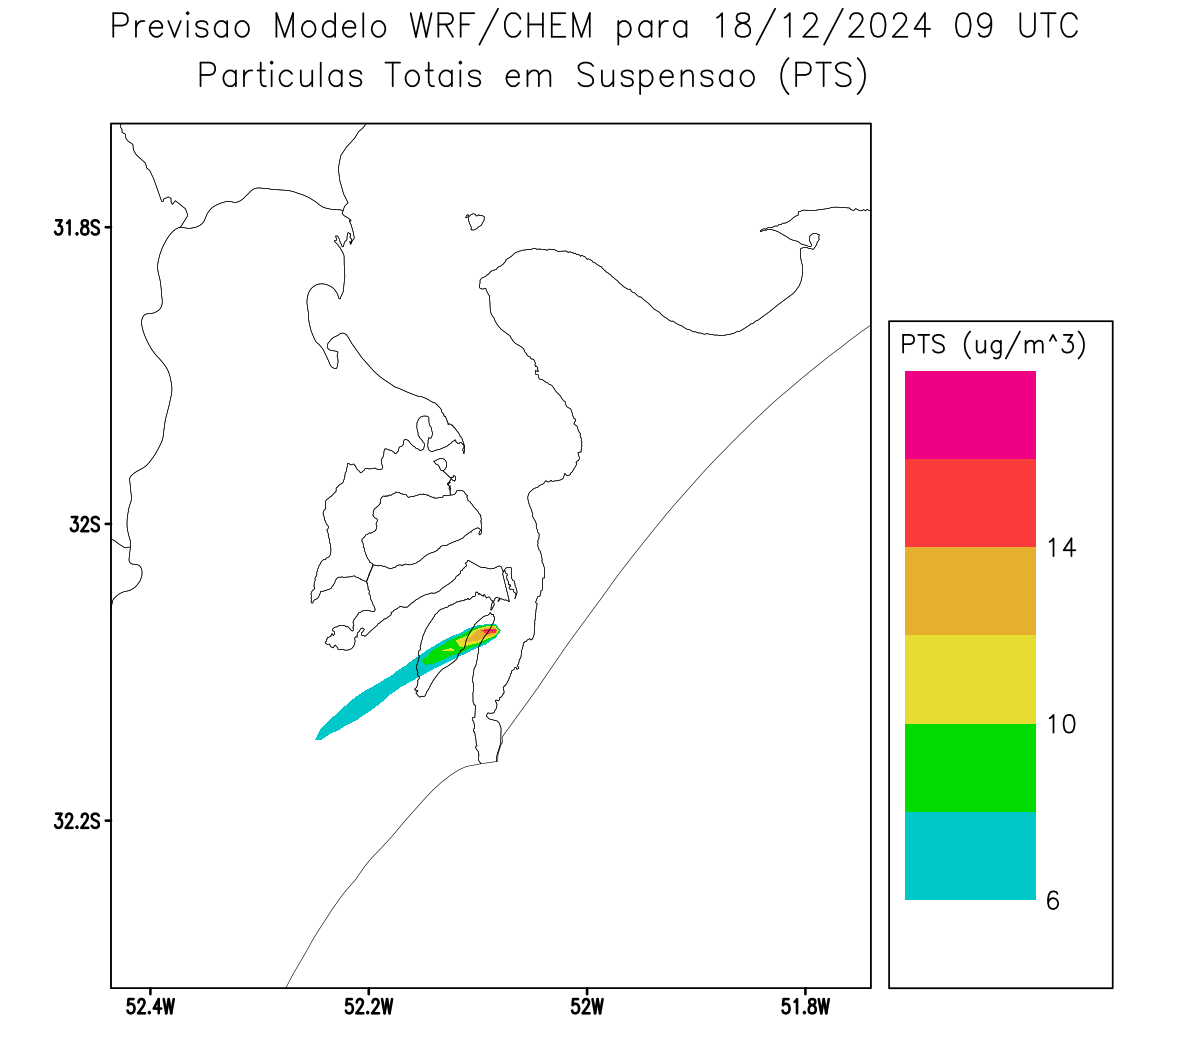 Previsao Modelo WRF/CHEM para 18/12/2024 09 UTC
Particulas Totais em Suspensao (PTS)
31.8S
32S
32.2S
52.4W
52.2W
52W
51.8W
PTS (ug/m^3)
14
10
6